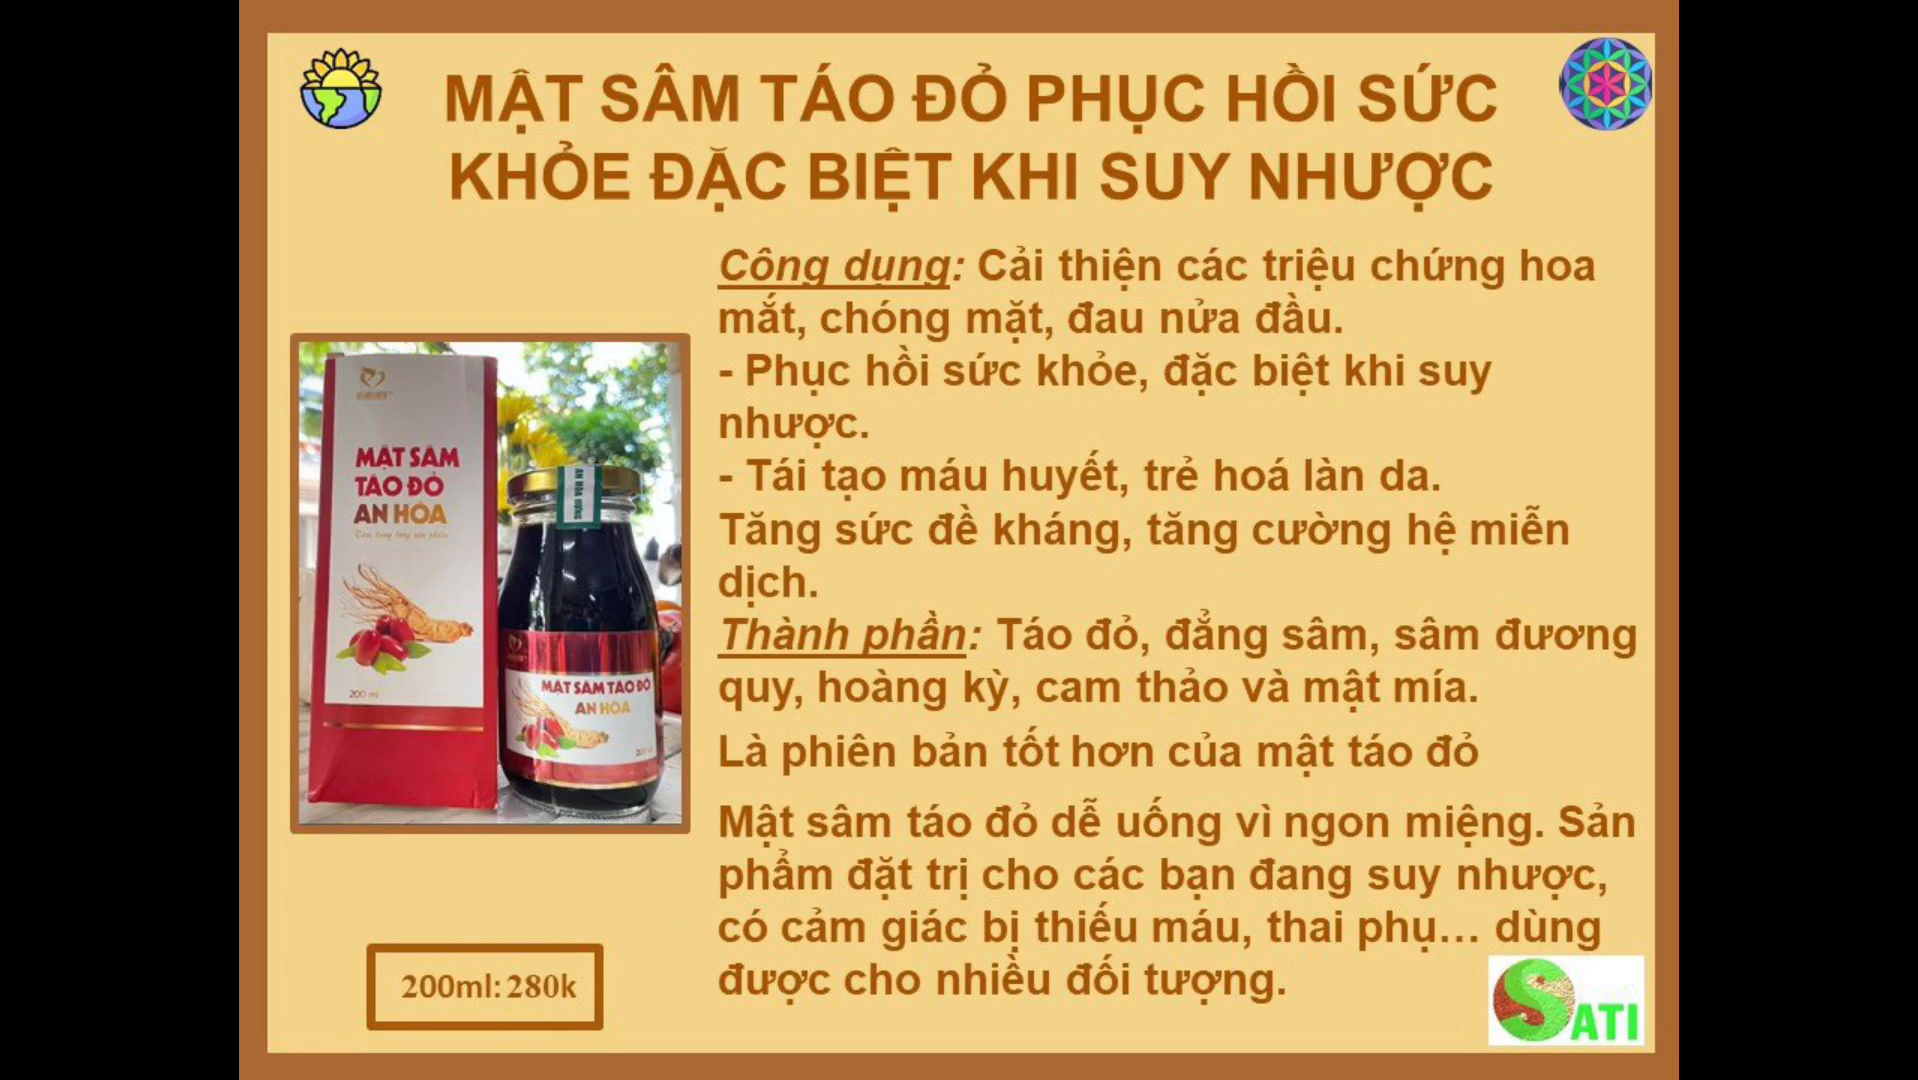 MẬT SÂM TÁO ĐỎ PHỤC HỒI SỨC
KHỎE ĐẶC BIỆT KHI SUY NHƯỢC
Công dụng: Cải thiện các triệu chứng hoa
mắt, chóng mặt, đau nửa đầu.
- Phục hồi sức khỏe, đặc biệt khi suy
nhược.
- Tái tạo máu huyết, trẻ hoá làn da.
Tăng sức đề kháng, tăng cường hệ miễn
dịch.
Thành phần: Táo đỏ, đẳng sâm, sâm đương
quy, hoàng kỳ, cam thảo và mật mía.
Là phiên bản tốt hơn của mật táo đỏ
Mật sâm táo đỏ dễ uống vì ngon miệng. Sản
phẩm đặt trị cho các bạn đang suy nhược,
có cảm giác bị thiếu máu, thai phụ... dùng
được cho nhiều đối tượng.
MẬT SÂM
TÁO ĐỎ
AN HÒA
200 ml
MẬT SÂM TÁO ĐỎ
AN HÒA
200ml: 280k
SATI